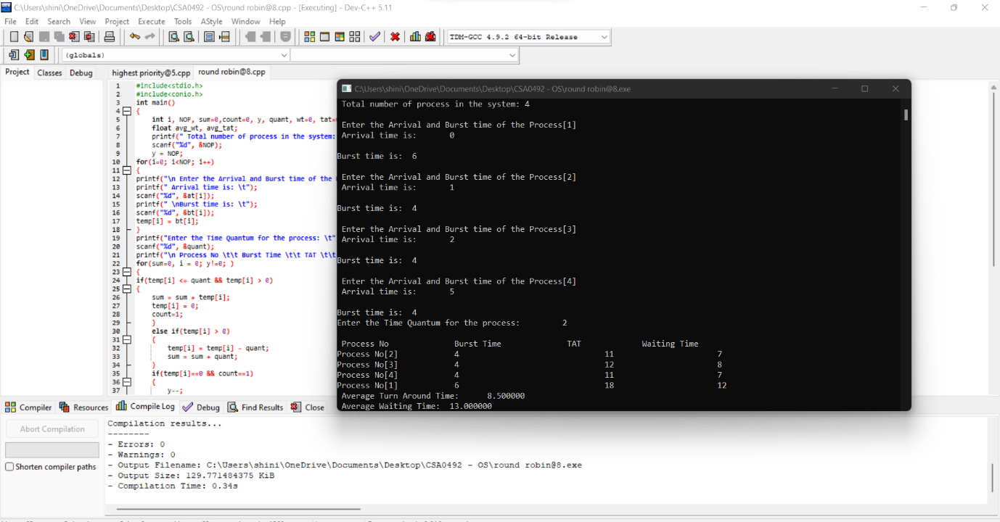 C:\Users\shini\OneDrive\Documents\Desktop\CSA0492 - OS\round robin@8.cpp - [Executing] - Dev-C++ 5.11
File Edit Search View Project Execute Tools AStyle Window Help
TDM-GCC 4.9.2 64-bit Release
(globals)
Project Classes Debug
highest priority@5.cpp round robin@8.cpp
1 #include<stdio.h>
2 #include<conio.h>
3 int main()
4 {
5 int i, NOP, sum=0,count=0, y, quant, wt=0, tat=
6 float avg_wt, avg_tat;
7 printf(" Total number of process in the system:
8 scanf("%d", &NOP);
9 y = NOP;
10 for(i=0; i<NOP; i++)
11 {
12 printf("\n Enter the Arrival and Burst time of the
13 printf(" Arrival time is: \t");
14 scanf("%d", &at[i]);
15 printf(" \nBurst time is: \t");
16 scanf("%d", &bt[i]);
17 temp[i] = bt[i];
18 }
19 printf("Enter the Time Quantum for the process: \t"
20 scanf("%d", &quant);
21 printf("\n Process No \t\t Burst Time \t\t TAT \t\t
22 for(sum=0, i = 0; y!=0; )
23 {
24 if(temp[i] <= quant && temp[i] > 0)
25 {
26 sum = sum + temp[i];
27 temp[i] = 0;
28 count=1;
29 }
30 else if(temp[i] > 0)
31 {
32 temp[i] = temp[i] - quant;
33 sum = sum + quant;
34 }
35 if(temp[i]==0 && count==1)
36 {
37 y--;
C:\Users\shini\OneDrive\Documents\Desktop\CSA0492 - OS\round robin@8.exe
Total number of process in the system: 4
Enter the Arrival and Burst time of the Process[1]
Arrival time is: 0
Burst time is: 6
Enter the Arrival and Burst time of the Process[2]
Arrival time is: 1
Burst time is: 4
Enter the Arrival and Burst time of the Process[3]
Arrival time is: 2
Burst time is: 4
Enter the Arrival and Burst time of the Process[4]
Arrival time is: 5
Burst time is: 4
Enter the Time Quantum for the process: 2
Process No Burst Time TAT Waiting Time
Process No[2] 4 11 7
Process No[3] 4 12 8
Process No[4] 4 11 7
Process No[1] 6 18 12
Average Turn Around Time: 8.500000
Average Waiting Time: 13.000000
Compiler Resources Compile Log Debug Find Results Close
Abort Compilation
Shorten compiler paths
Compilation results...
--------
- Errors: 0
- Warnings: 0
- Output Filename: C:\Users\shini\OneDrive\Documents\Desktop\CSA0492 - OS\round robin@8.exe
- Output Size: 129.771484375 KiB
- Compilation Time: 0.34s